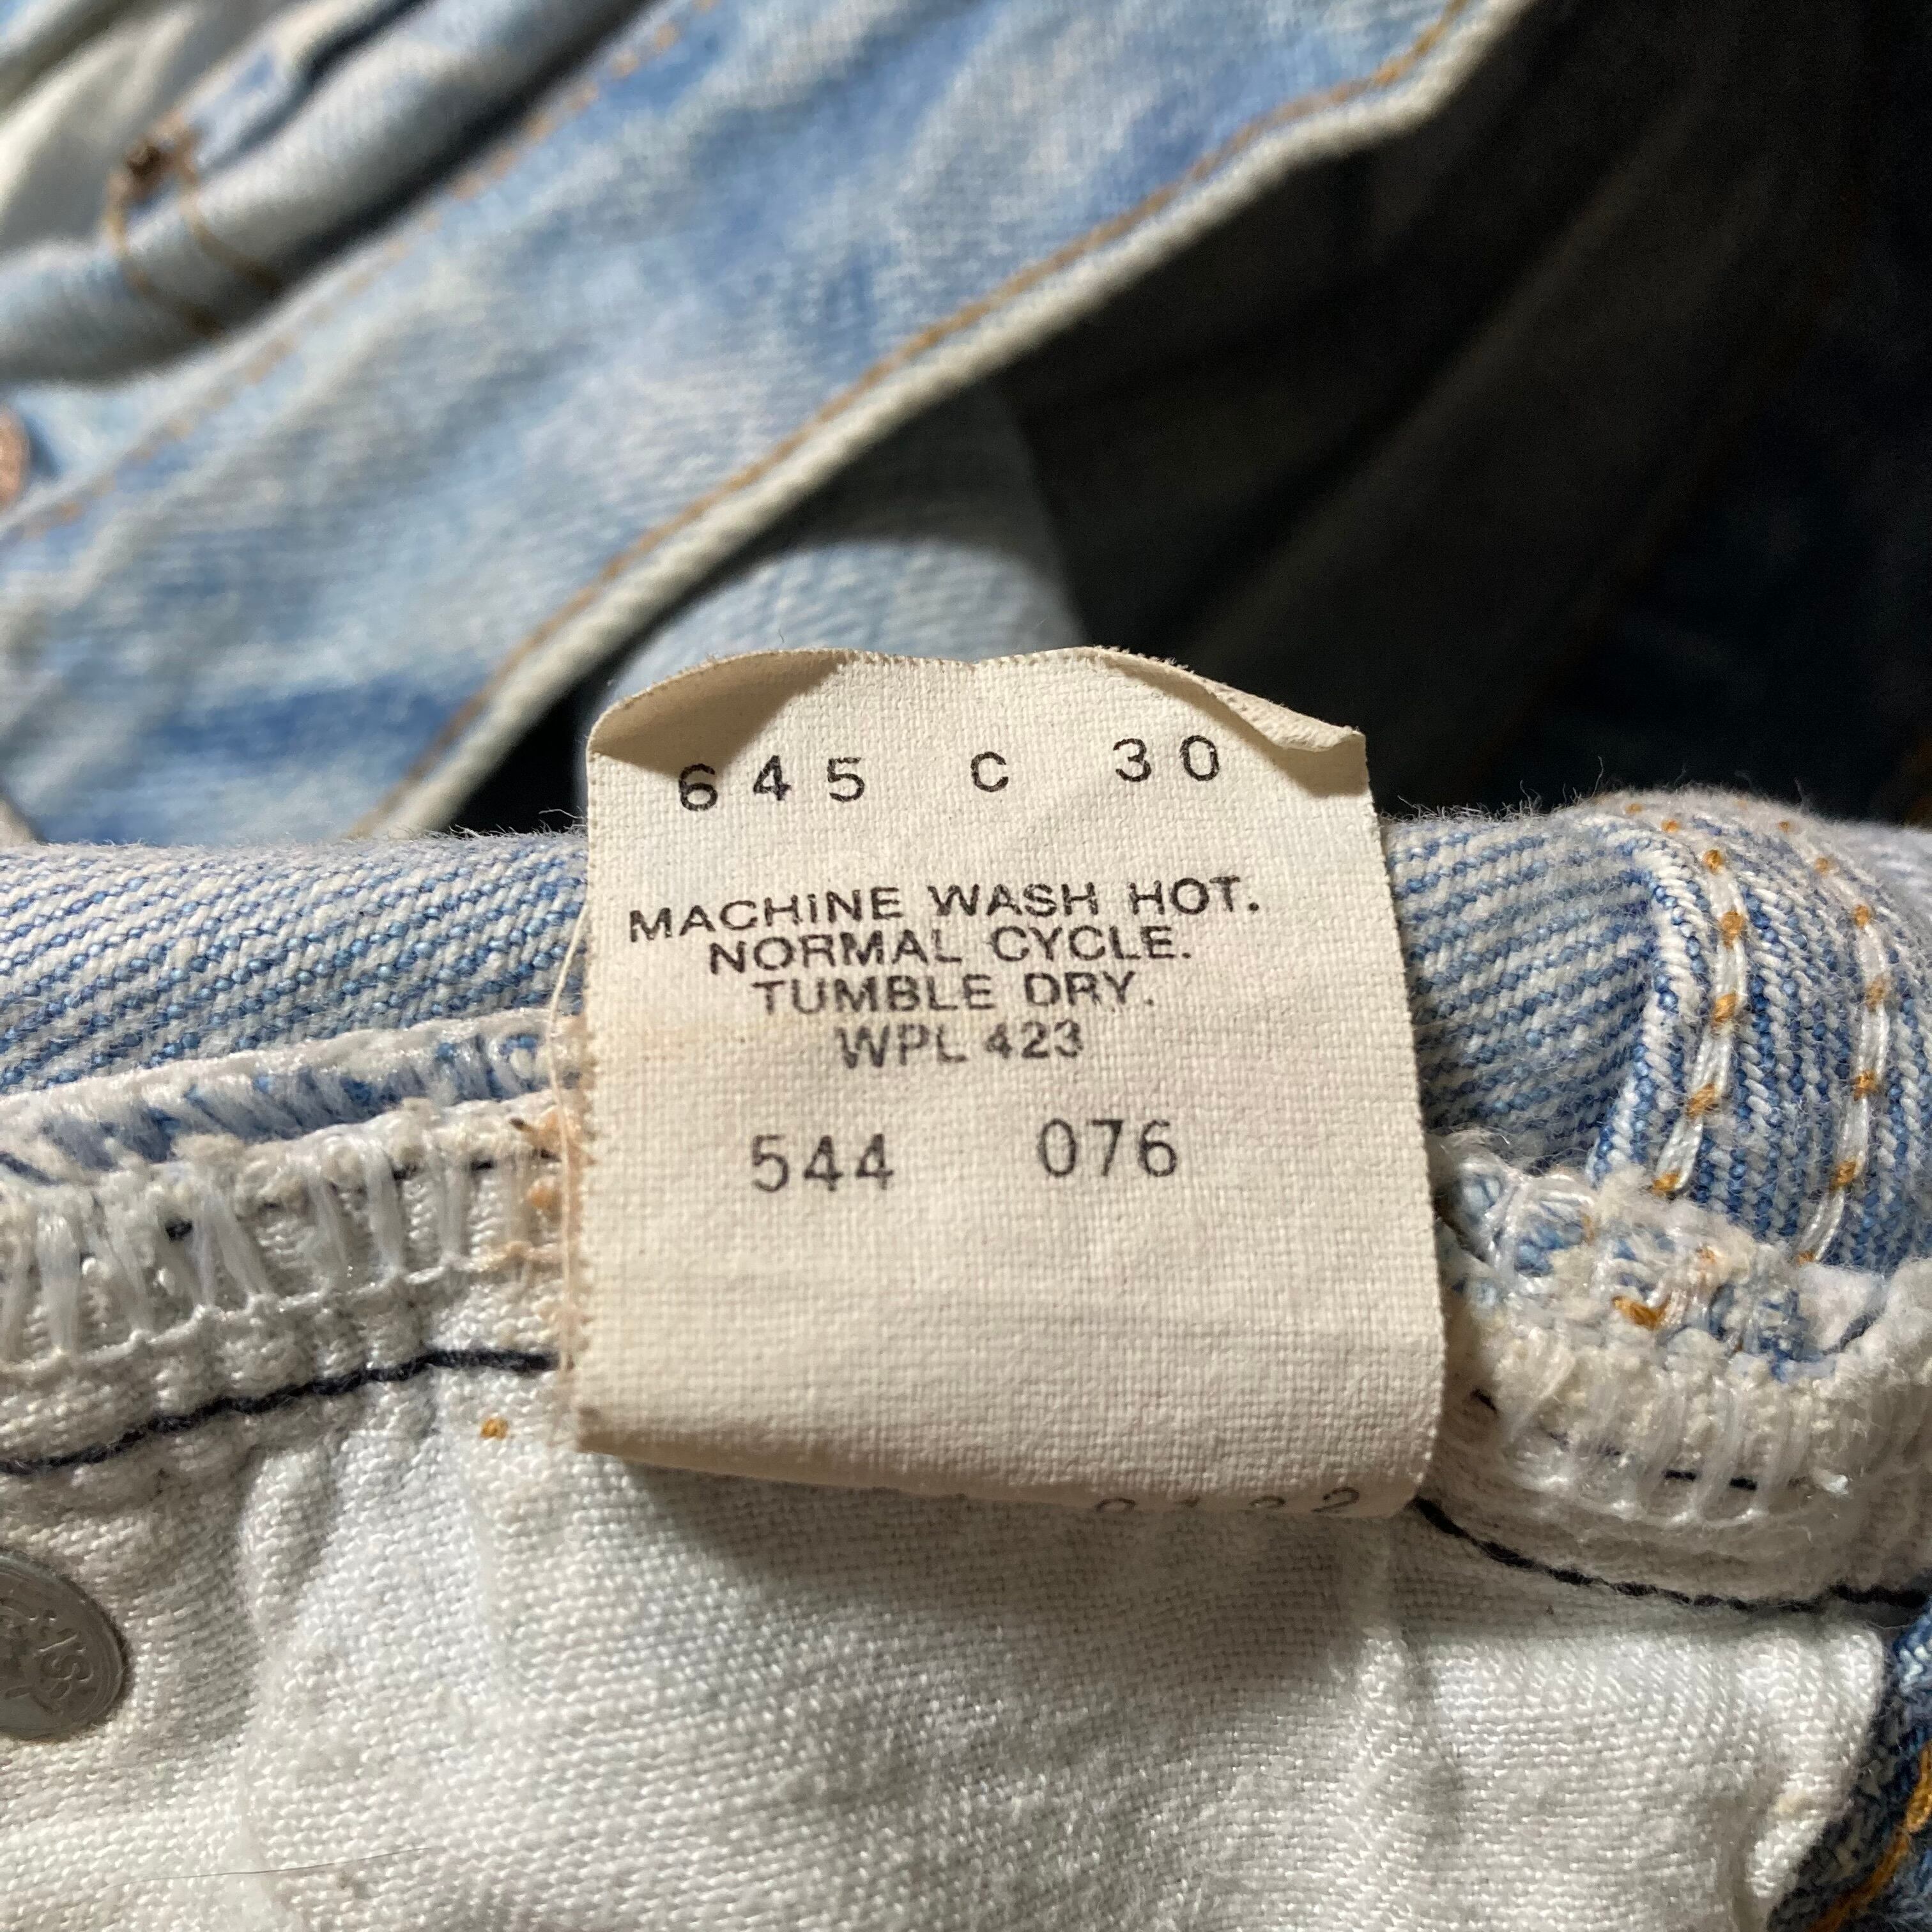 645 C 30
MACHINE WASH HOT.
NORMAL CYCLE.
TUMBLE DRY.
WPL 423
544 076